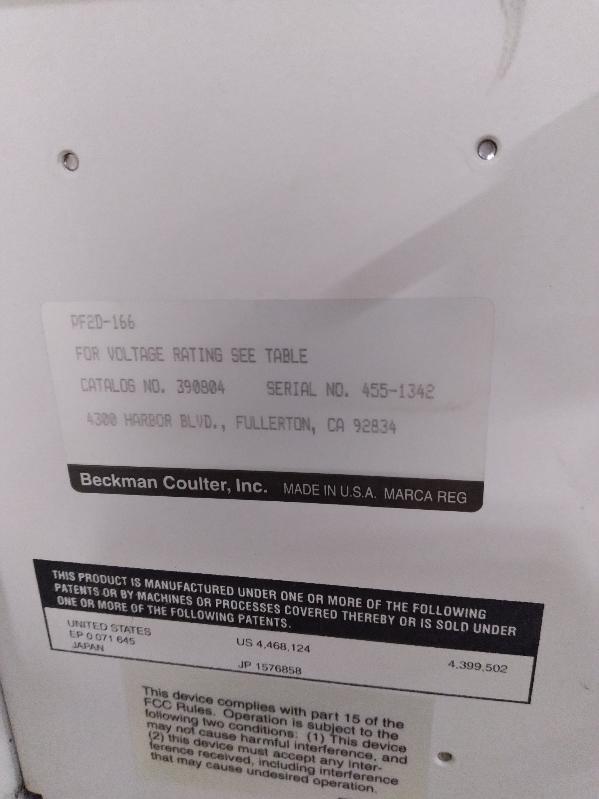 PF2D-166
FOR VOLTAGE RATING SEE TABLE
CATALOG NO. 390804 SERIAL NO. 455-1342
4300 HARBOR BLVD., FULLERTON, CA 92834
Beckman Coulter, Inc. MADE IN U.S.A. MARCA REG
THIS PRODUCT IS MANUFACTURED UNDER ONE OR MORE OF THE FOLLOWING
PATENTS OR BY MACHINES OR PROCESSES COVERED THEREBY OR IS SOLD UNDER
ONE OR MORE OF THE FOLLOWING PATENTS.
UNITED STATES US 4,468,124 4,399,502
EP 0 071 645
JAPAN JP 1576858
This device complies with part 15 of the
FCC Rules. Operation is subject to the
following two conditions: (1) This device
may not cause harmful interference, and
(2) this device must accept any inter-
ference received, including interference
that may cause undesired operation.